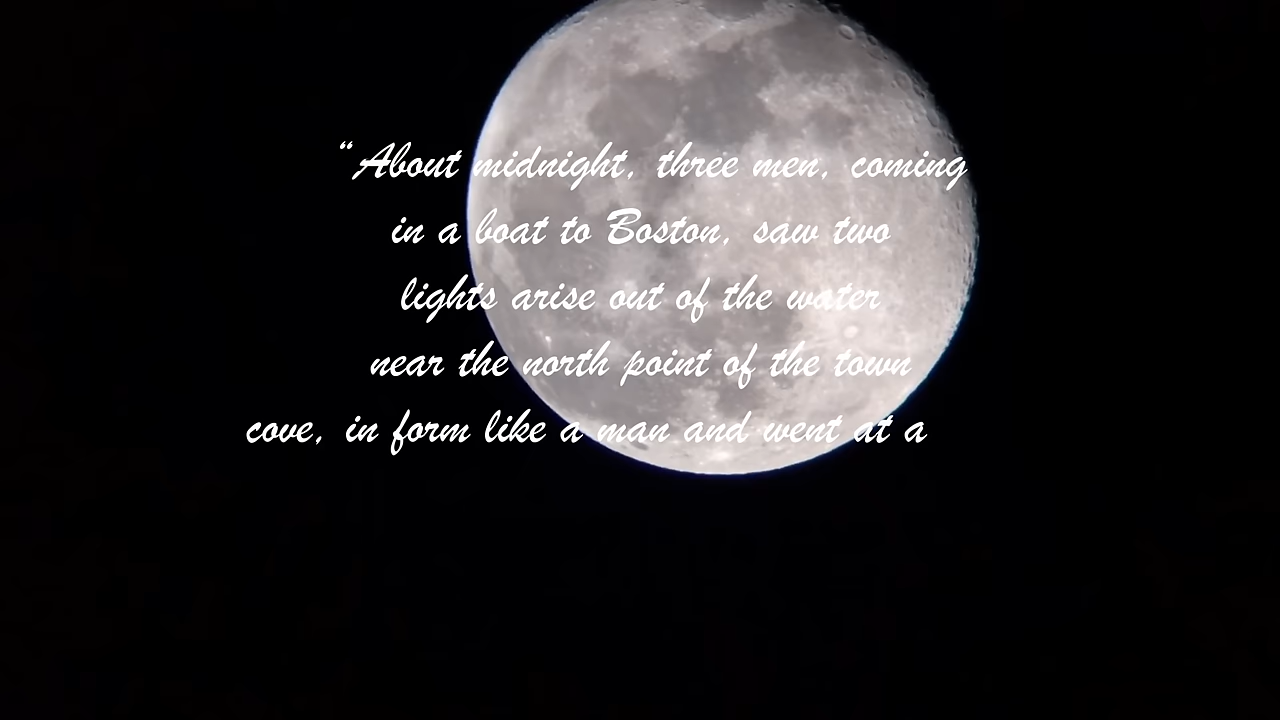 “About midnight, three men, coming
in a boat to Boston, saw two
lights arise out of the water
near the north point of the town
cove, in form like a man and went at a